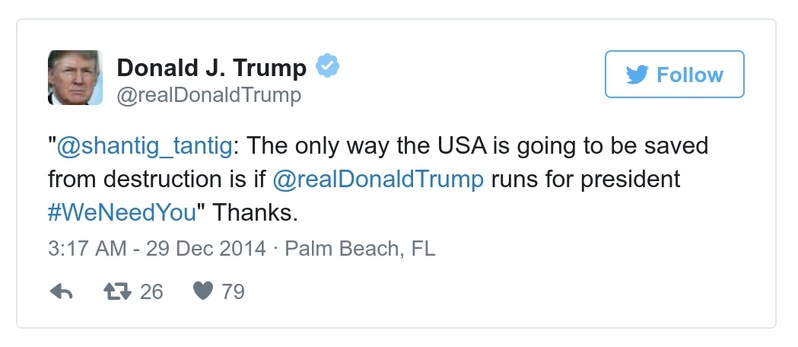 Donald J. Trump
@realDonaldTrump
Follow
"@shantig_tantig: The only way the USA is going to be saved
from destruction is if @realDonaldTrump runs for president
#WeNeedYou" Thanks.
3:17 AM - 29 Dec 2014 · Palm Beach, FL
26 79